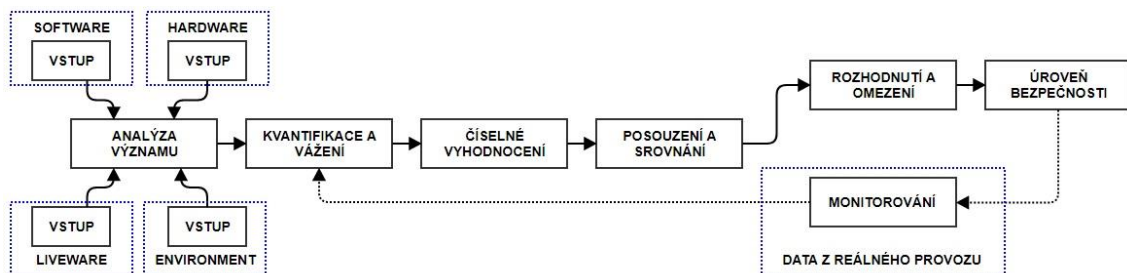 SOFTWARE
VSTUP
HARDWARE
VSTUP
ANALÝZA
VÝZNAMU
KVANTIFIKACE A
VÁŽENÍ
ČÍSELNÉ
VYHODNOCENÍ
POSOUZENÍ A
SROVNÁNÍ
ROZHODNUTÍ A
OMEZENÍ
ÚROVEŇ
BEZPEČNOSTI
VSTUP
LIVEWARE
VSTUP
ENVIRONMENT
MONITOROVÁNÍ
DATA Z REÁLNÉHO PROVOZU